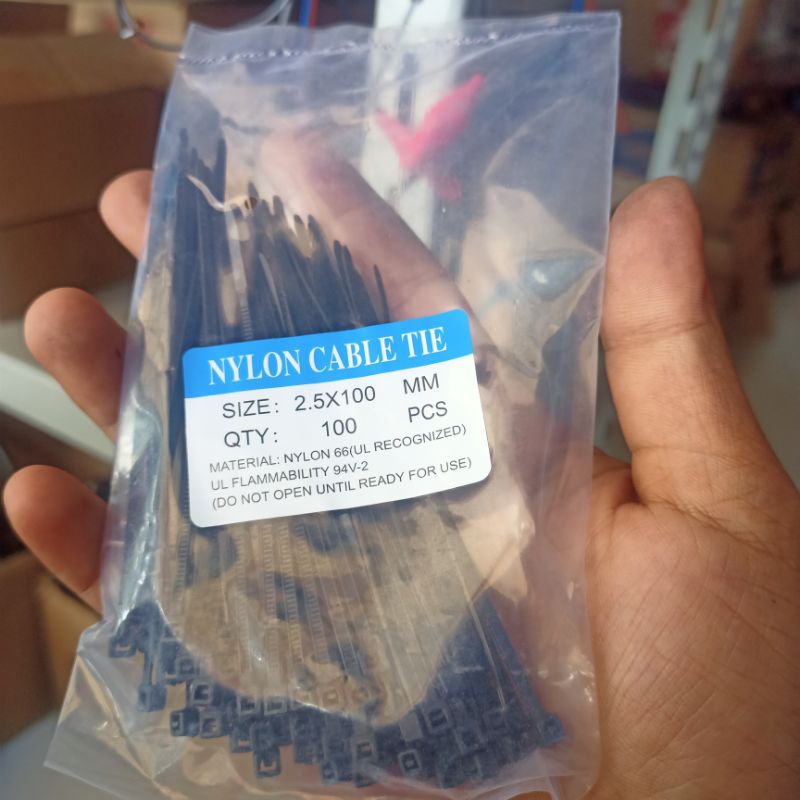 NYLON CABLE TIE
SIZE: 2.5X100 MM
QTY: 100 PCS
MATERIAL: NYLON 66(UL RECOGNIZED)
UL FLAMMABILITY 94V-2
(DO NOT OPEN UNTIL READY FOR USE)